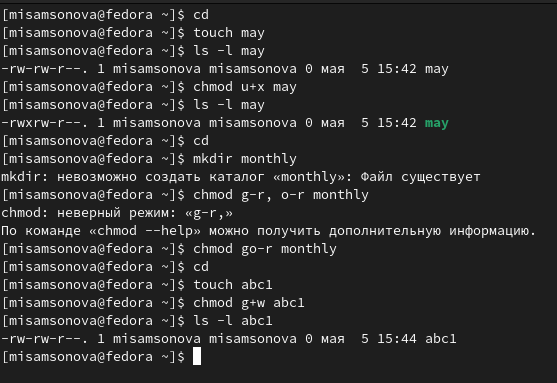 [misamsonova@fedora ~]$ cd
[misamsonova@fedora ~]$ touch may
[misamsonova@fedora ~]$ ls -l may
-rw-rw-r--. 1 misamsonova misamsonova 0 мая  5 15:42 may
[misamsonova@fedora ~]$ chmod u+x may
[misamsonova@fedora ~]$ ls -l may
-rwxrw-r--. 1 misamsonova misamsonova 0 мая  5 15:42 may
[misamsonova@fedora ~]$ cd
[misamsonova@fedora ~]$ mkdir monthly
mkdir: невозможно создать каталог «monthly»: Файл существует
[misamsonova@fedora ~]$ chmod g-r, o-r monthly
chmod: неверный режим: «g-r,»
По команде «chmod --help» можно получить дополнительную информацию.
[misamsonova@fedora ~]$ chmod go-r monthly
[misamsonova@fedora ~]$ cd
[misamsonova@fedora ~]$ touch abc1
[misamsonova@fedora ~]$ chmod g+w abc1
[misamsonova@fedora ~]$ ls -l abc1
-rw-rw-r--. 1 misamsonova misamsonova 0 мая  5 15:44 abc1
[misamsonova@fedora ~]$